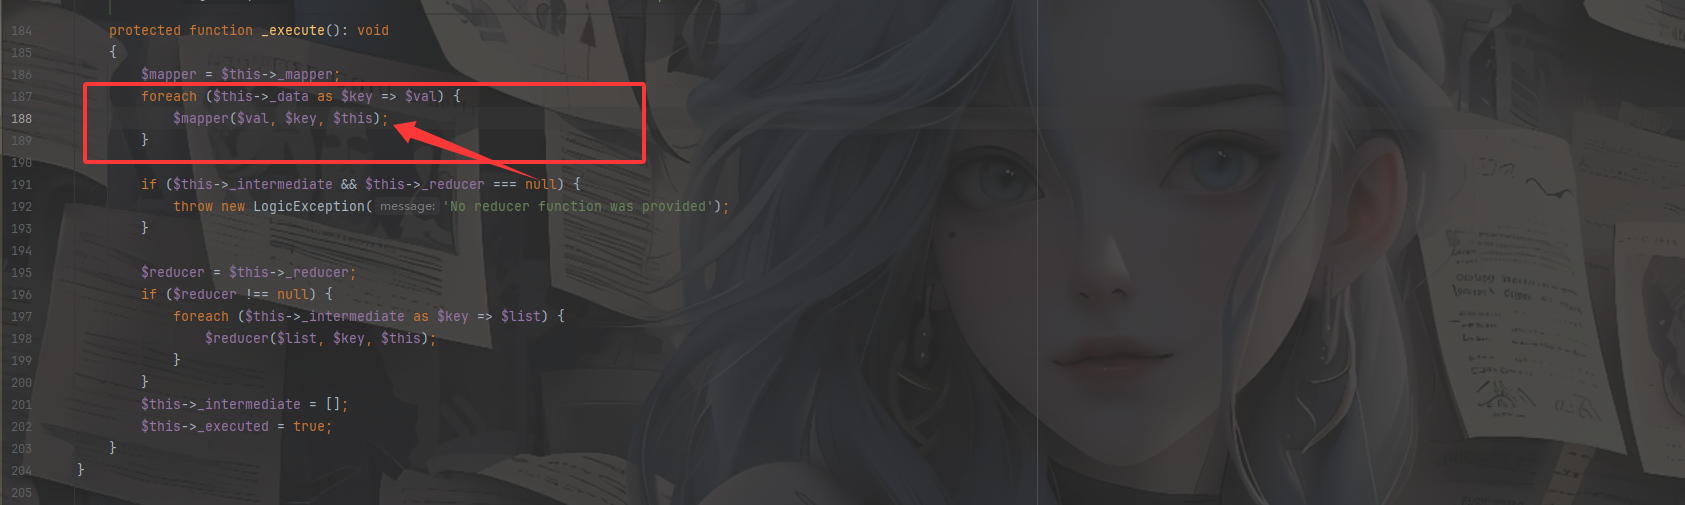 184 protected function _execute(): void
185 {
186 $mapper = $this->_mapper;
187 foreach ($this->_data as $key => $val) {
188 $mapper($val, $key, $this);
189 }
190
191 if ($this->_intermediate && $this->_reducer === null) {
192 throw new LogicException( message: 'No reducer function was provided');
193 }
194
195 $reducer = $this->_reducer;
196 if ($reducer !== null) {
197 foreach ($this->_intermediate as $key => $list) {
198 $reducer($list, $key, $this);
199 }
200 }
201 $this->_intermediate = [];
202 $this->_executed = true;
203 }
204 }
205